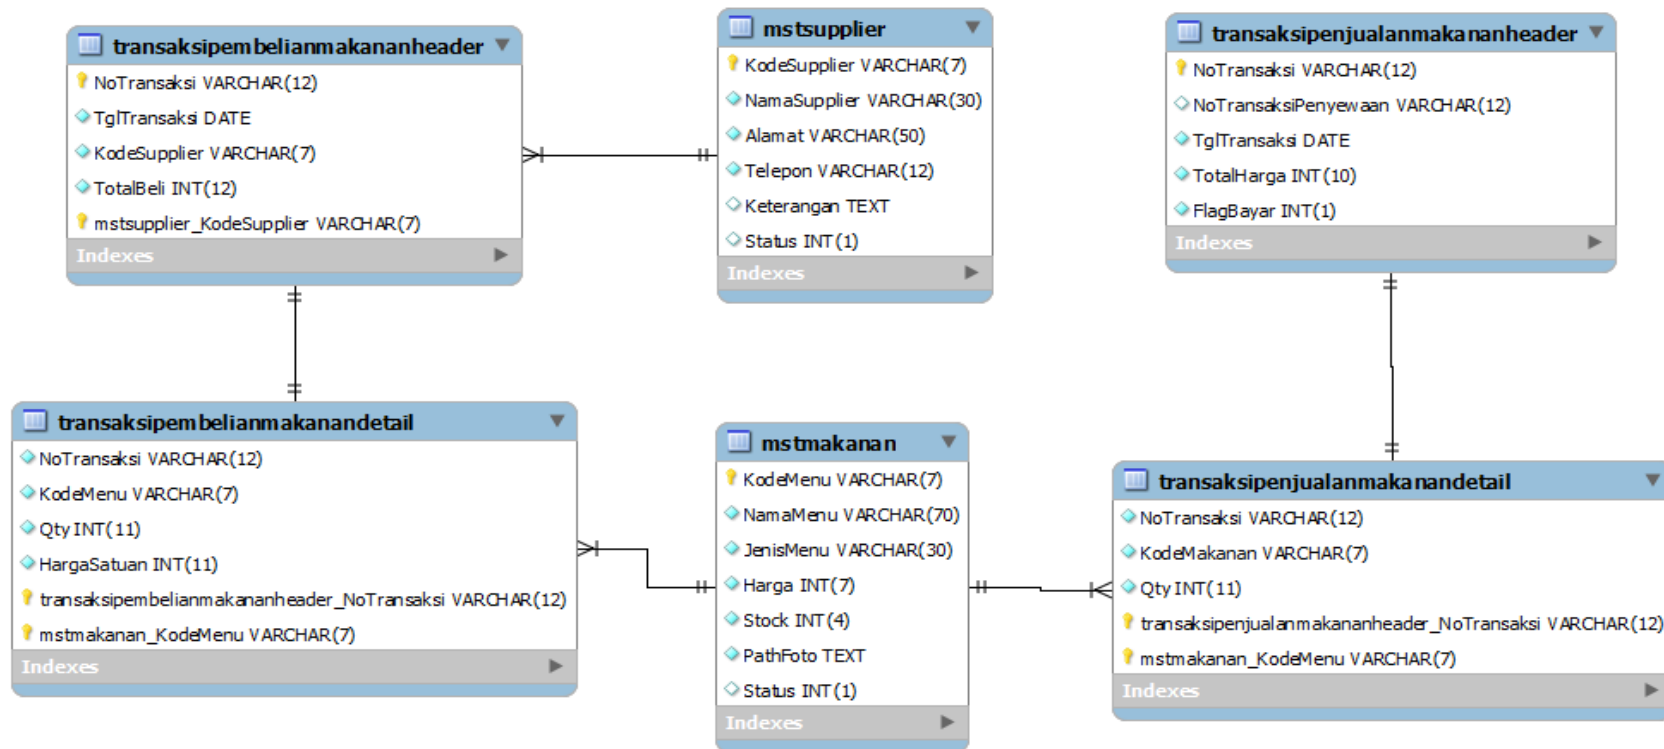 transaksipembelianmakananheader
NoTransaksi VARCHAR(12)
TglTransaksi DATE
KodeSupplier VARCHAR(7)
TotalBeli INT(12)
mstsupplier_KodeSupplier VARCHAR(7)
Indexes
mstsupplier
KodeSupplier VARCHAR(7)
NamaSupplier VARCHAR(30)
Alamat VARCHAR(50)
Telepon VARCHAR(12)
Keterangan TEXT
Status INT(1)
Indexes
transaksipenjualanmakananheader
NoTransaksi VARCHAR(12)
NoTransaksiPenyewaan VARCHAR(12)
TglTransaksi DATE
TotalHarga INT(10)
FlagBayar INT(1)
Indexes
transaksipembelianmakanandetail
NoTransaksi VARCHAR(12)
KodeMenu VARCHAR(7)
Qty INT(11)
HargaSatuan INT(11)
transaksipembelianmakananheader_NoTransaksi VARCHAR(12)
mstmakanan_KodeMenu VARCHAR(7)
Indexes
mstmakanan
KodeMenu VARCHAR(7)
NamaMenu VARCHAR(70)
JenisMenu VARCHAR(30)
Harga INT(7)
Stock INT(4)
PathFoto TEXT
Status INT(1)
Indexes
transaksipenjualanmakanandetail
NoTransaksi VARCHAR(12)
KodeMakanan VARCHAR(7)
Qty INT(11)
transaksipenjualanmakananheader_NoTransaksi VARCHAR(12)
mstmakanan_KodeMenu VARCHAR(7)
Indexes